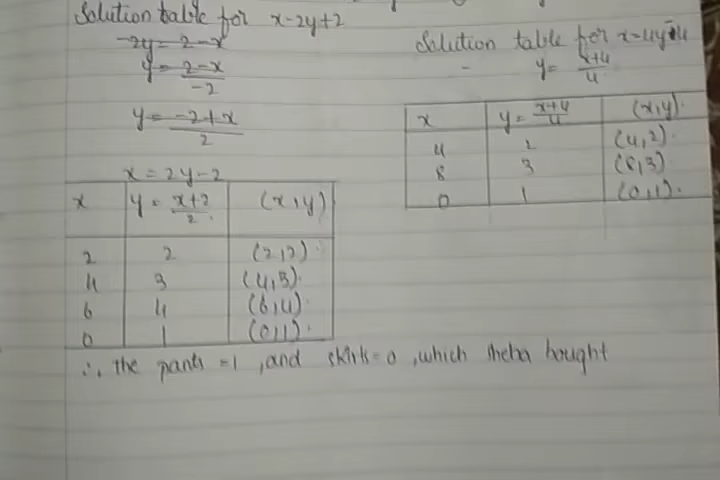 Solution table for x-2y+2
-2y = 2-x
y = 2-x/-2
y = -2+x/2
x = 2y-2
x | y = x+2/2 | (x,y)
2 | 2 | (2,2).
4 | 3 | (4,3).
6 | 4 | (6,4).
0 | 1 | (0,1).
Solution table for x=4y-4
- y = x+4/4
x | y = x+4/4 | (x,y).
4 | 2 | (4,2).
8 | 3 | (8,3).
0 | 1 | (0,1).
∴ the pants =1 ,and skirts=0 ,which sheha bought